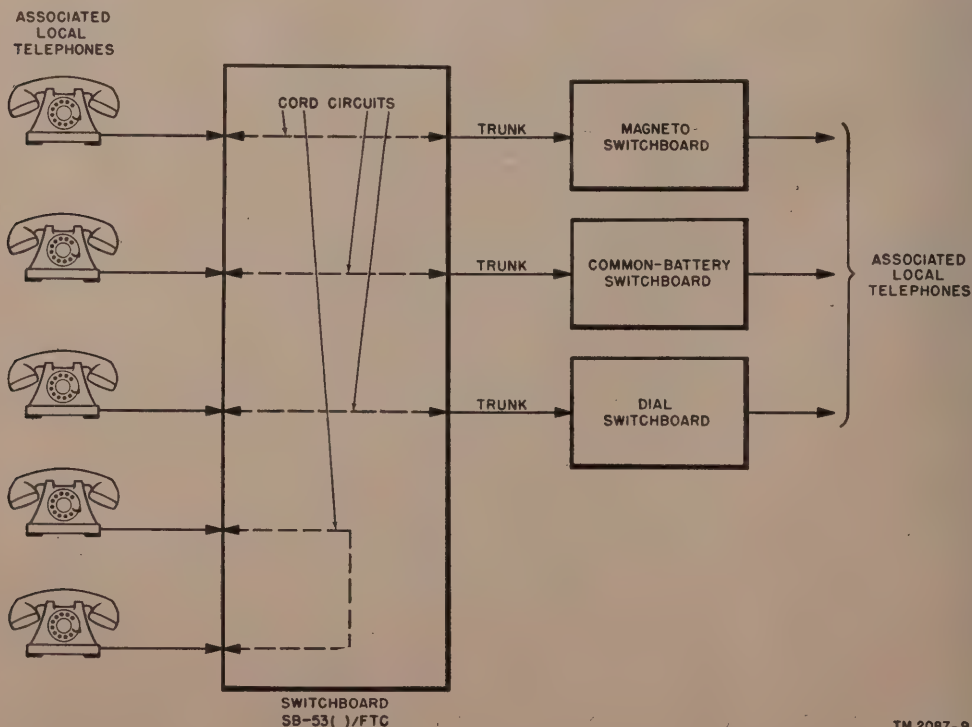 ASSOCIATED
LOCAL
TELEPHONES
CORD CIRCUITS
TRUNK
MAGNETO
SWITCHBOARD
TRUNK
COMMON-BATTERY
SWITCHBOARD
ASSOCIATED
LOCAL
TELEPHONES
TRUNK
DIAL
SWITCHBOARD
SWITCHBOARD
SB-53( )/FTC